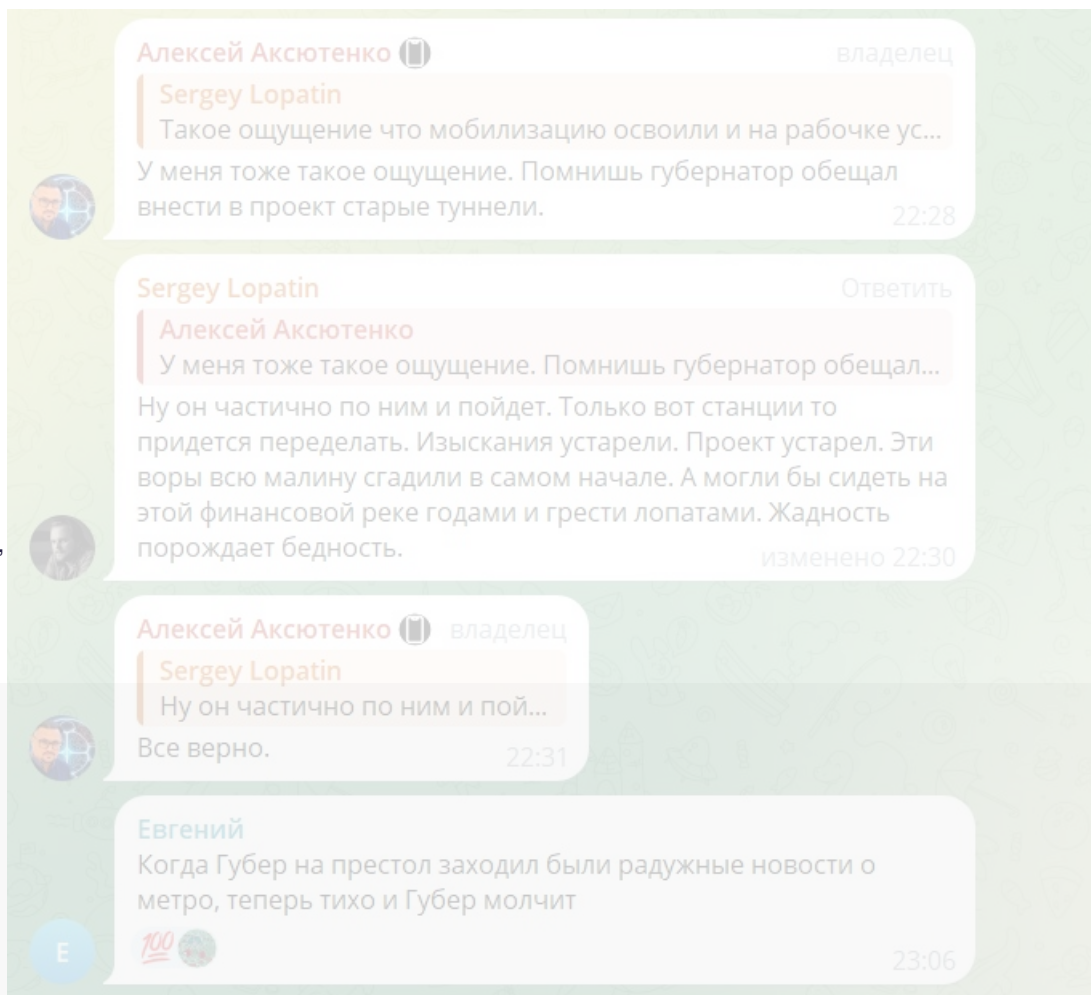 Алексей Аксютенко владелец
Sergey Lopatin
Такое ощущение что мобилизацию освоили и на рабочке ус...
У меня тоже такое ощущение. Помнишь губернатор обещал
внести в проект старые туннели.
22:28
Sergey Lopatin Ответить
Алексей Аксютенко
У меня тоже такое ощущение. Помнишь губернатор обещал...
Ну он частично по ним и пойдет. Только вот станции то
придется переделать. Изыскания устарели. Проект устарел. Эти
воры всю малину сгадили в самом начале. А могли бы сидеть на
этой финансовой реке годами и грести лопатами. Жадность
порождает бедность.
изменено 22:30
Алексей Аксютенко владелец
Sergey Lopatin
Ну он частично по ним и пой...
Все верно.
22:31
Евгений
Когда Губер на престол заходил были радужные новости о
метро, теперь тихо и Губер молчит
💯
E
23:06